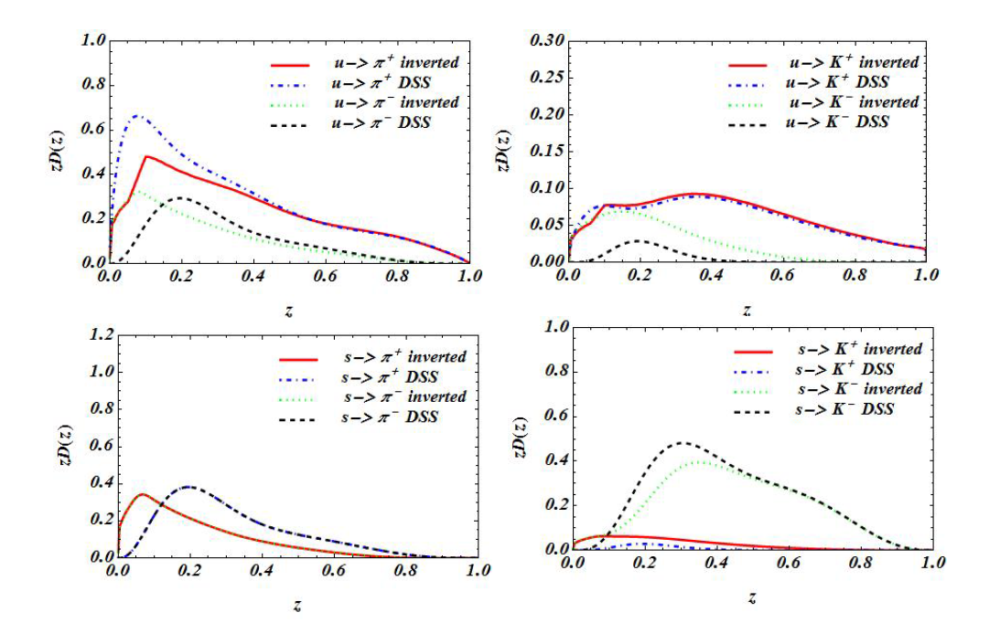 1.0
0.8
0.6
0.4
0.2
0.0
zD(z)
u-> π+ inverted
u-> π+ DSS
u-> π- inverted
u-> π- DSS
0.0 0.2 0.4 0.6 0.8 1.0
z
0.30
0.25
0.20
0.15
0.10
0.05
0.00
zD(z)
u-> K+ inverted
u-> K+ DSS
u-> K- inverted
u-> K- DSS
0.0 0.2 0.4 0.6 0.8 1.0
z
1.2
1.0
0.8
0.6
0.4
0.2
0.0
zD(z)
s-> π+ inverted
s-> π+ DSS
s-> π- inverted
s-> π- DSS
0.0 0.2 0.4 0.6 0.8 1.0
z
1.0
0.8
0.6
0.4
0.2
0.0
zD(z)
s-> K+ inverted
s-> K+ DSS
s-> K- inverted
s-> K- DSS
0.0 0.2 0.4 0.6 0.8 1.0
z